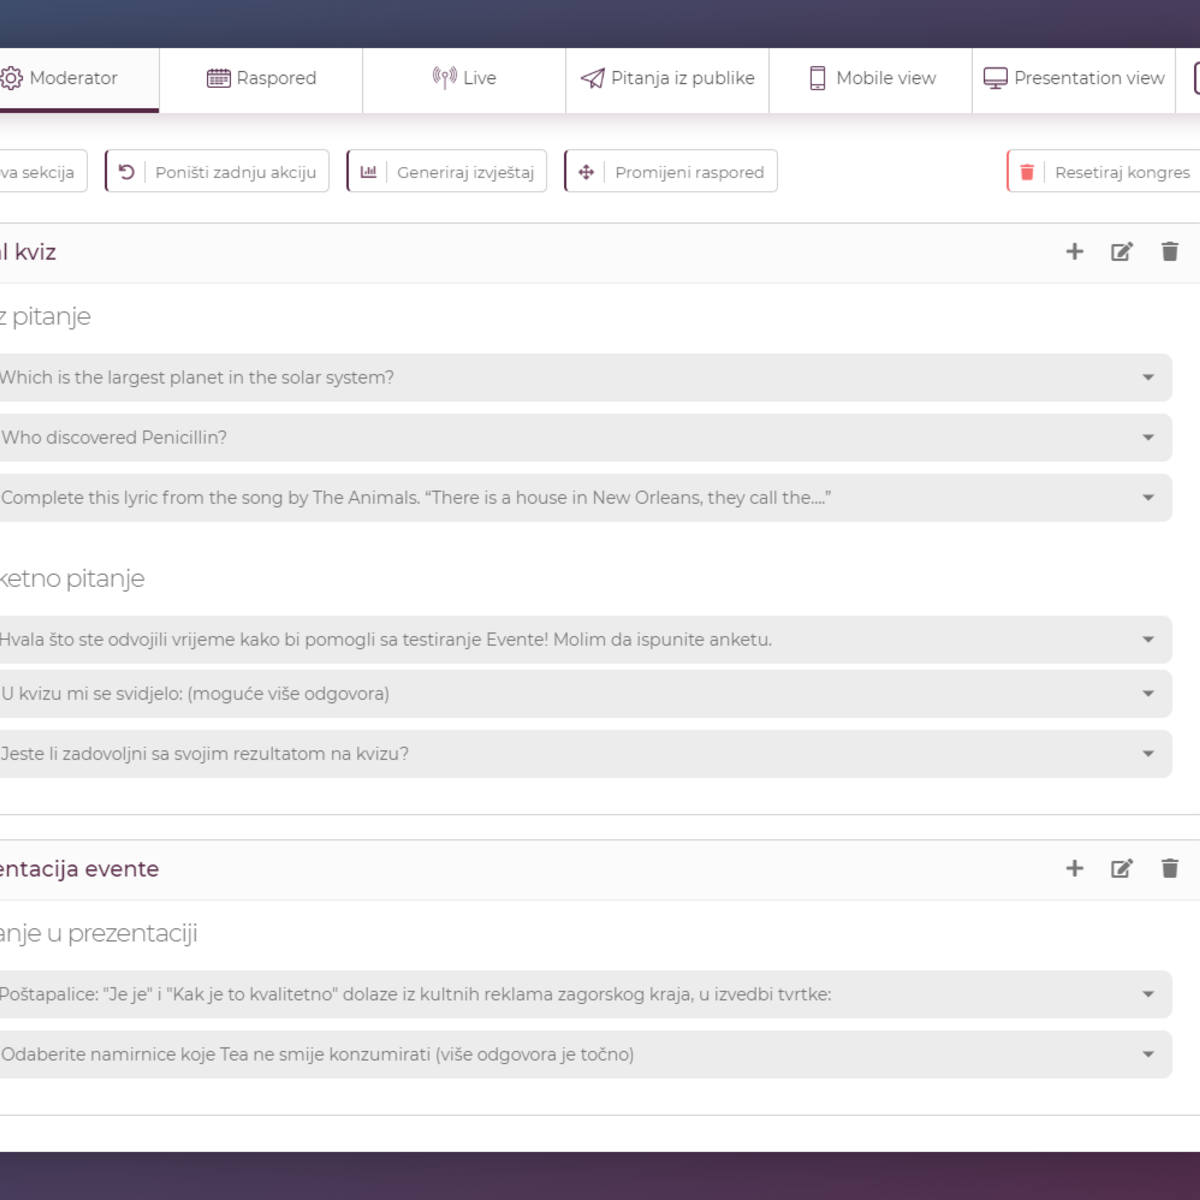 Moderator
Raspored
Live
Pitanja iz publike
Mobile view
Presentation view
va sekcija
Poništi zadnju akciju
Generiraj izvještaj
Promijeni raspored
Resetiraj kongres
l kviz
z pitanje
Which is the largest planet in the solar system?
Who discovered Penicillin?
Complete this lyric from the song by The Animals. “There is a house in New Orleans, they call the....”
ketno pitanje
Hvala što ste odvojili vrijeme kako bi pomogli sa testiranje Evente! Molim da ispunite anketu.
U kvizu mi se svidjelo: (moguće više odgovora)
Jeste li zadovoljni sa svojim rezultatom na kvizu?
entacija evente
anje u prezentaciji
Poštapalice: "Je je" i "Kak je to kvalitetno" dolaze iz kultnih reklama zagorskog kraja, u izvedbi tvrtke:
Odaberite namirnice koje Tea ne smije konzumirati (više odgovora je točno)